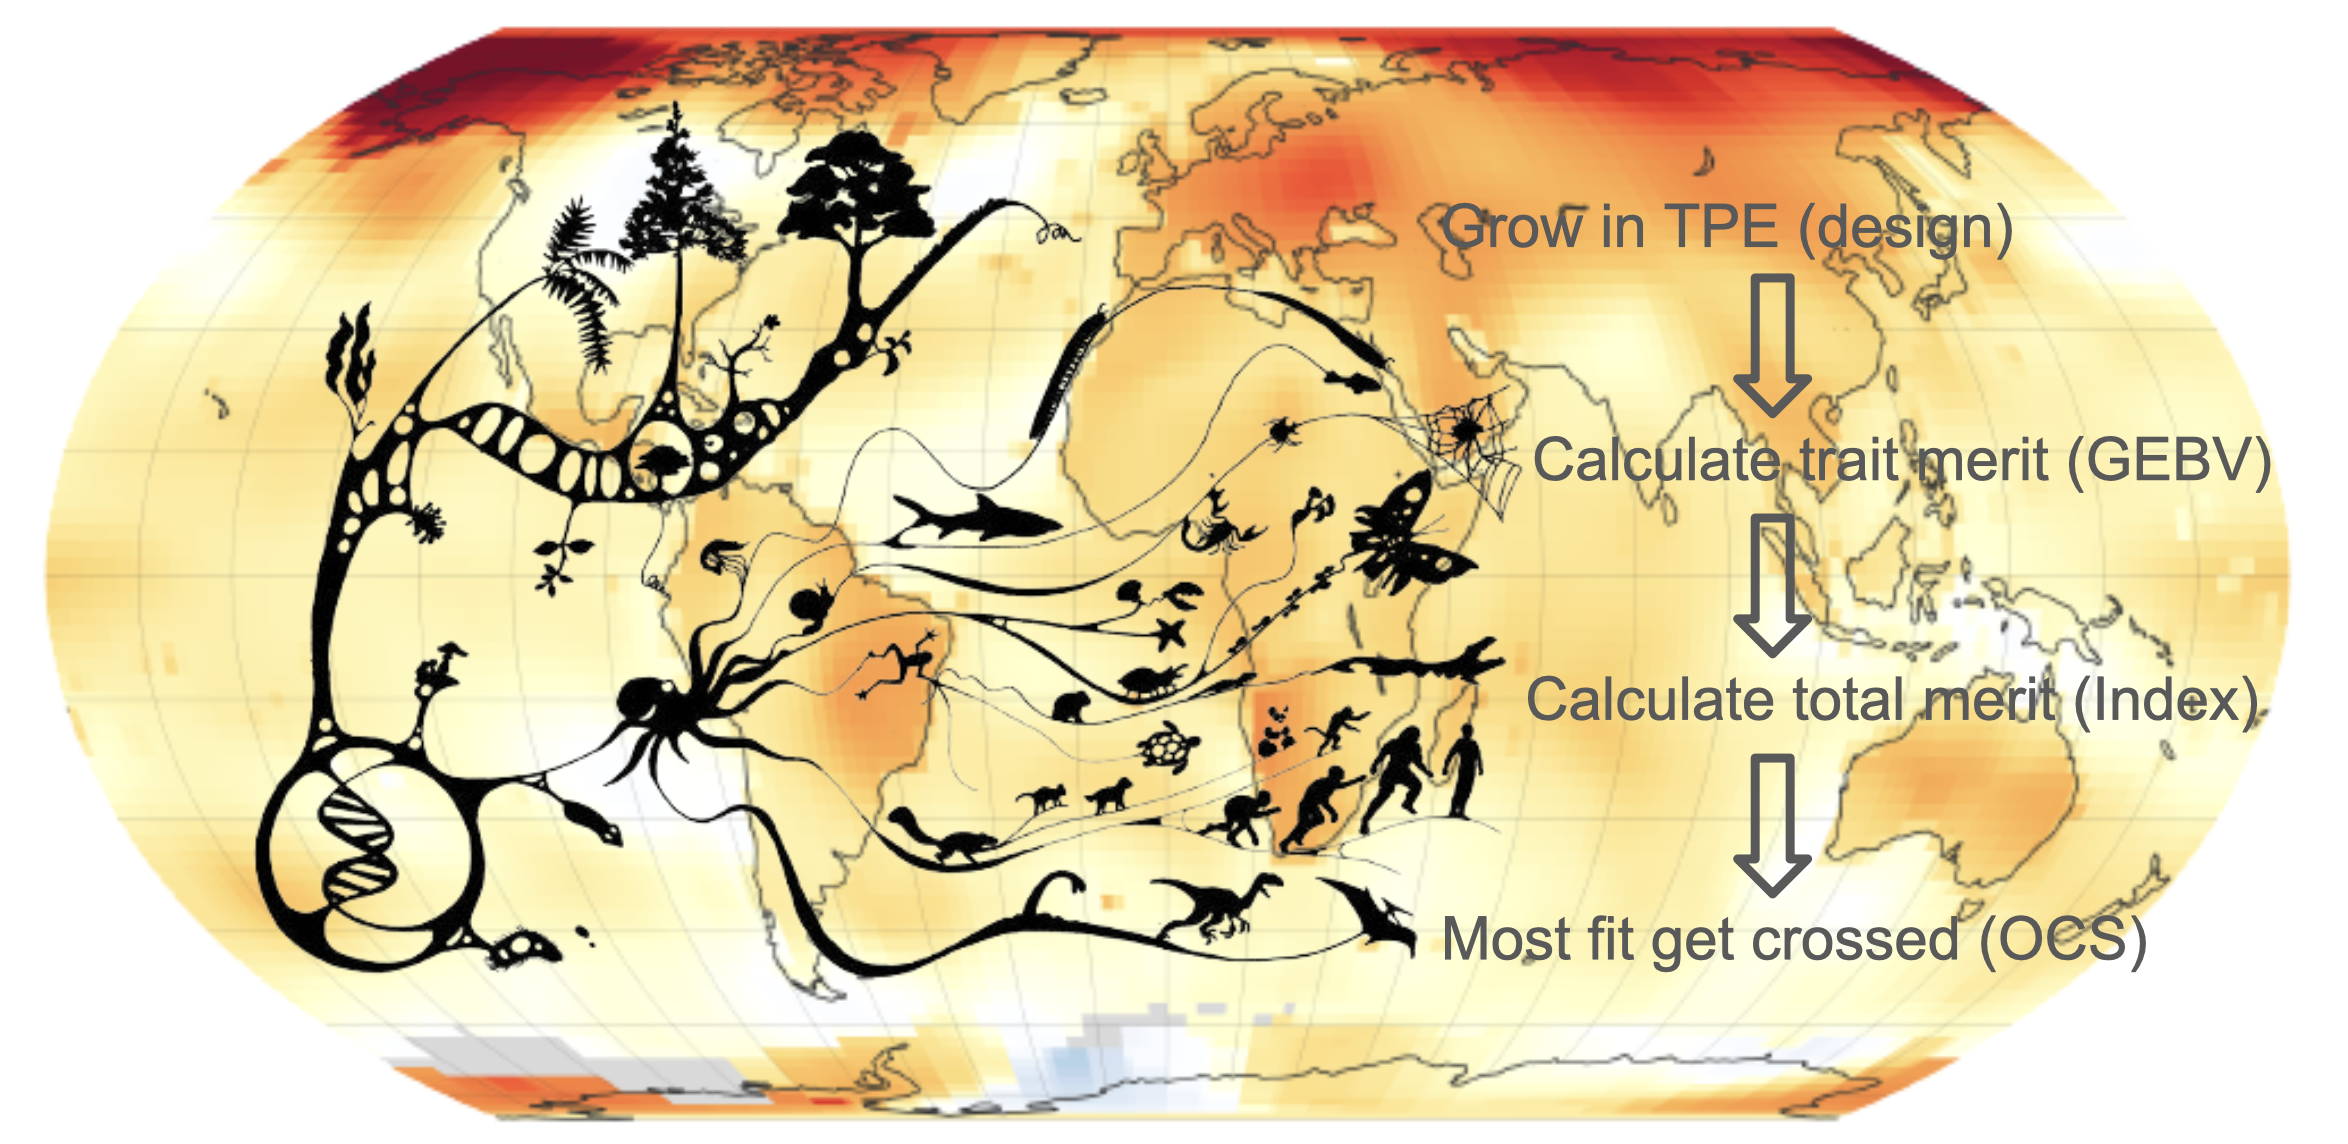 Grow in TPE (design)
Calculate trait merit (GEBV)
Calculate total merit (Index)
Most fit get crossed (OCS)